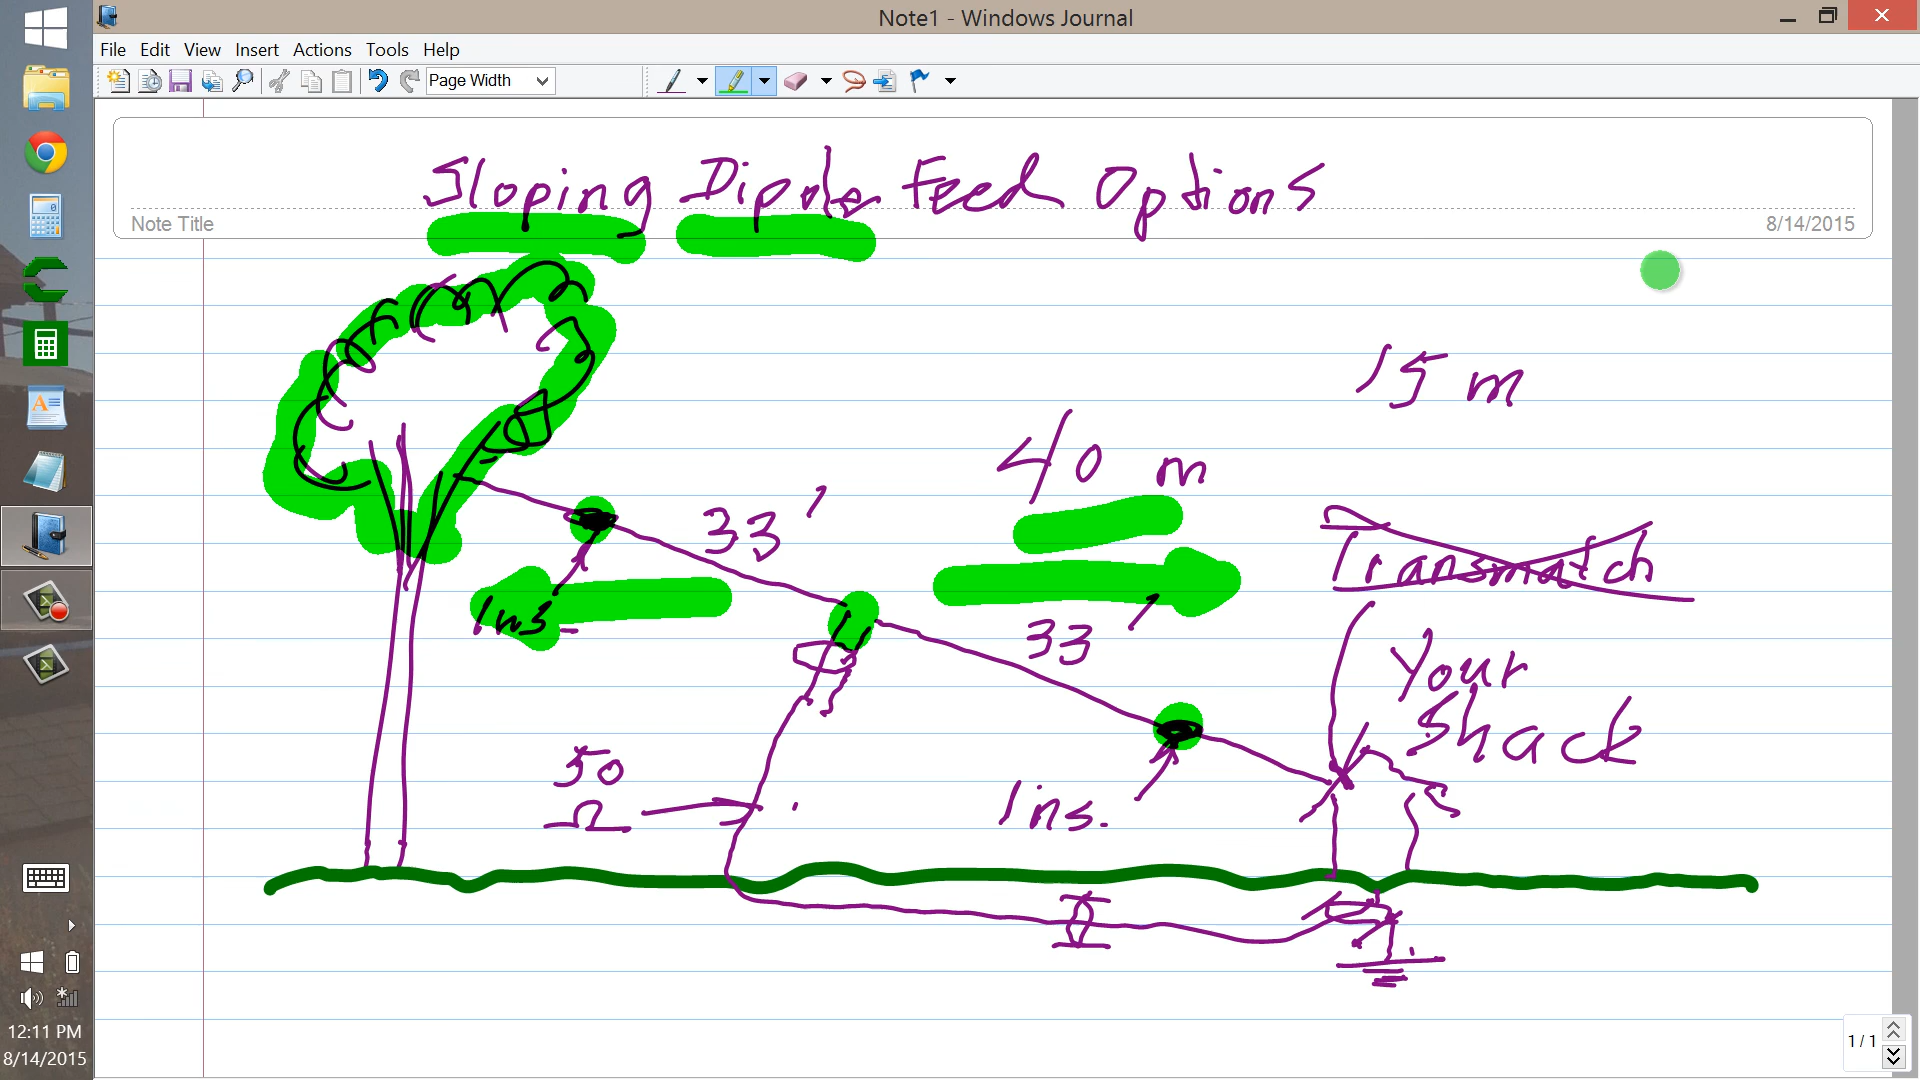 Note1 - Windows Journal
File Edit View Insert Actions Tools Help
Page Width
Sloping Dipole Feed Options
Note Title
8/14/2015
15 m
40 m
33'
Transmatch
Ins.
33'
Your
Shack
50
Ω
Ins.
12:11 PM
8/14/2015
1 / 1